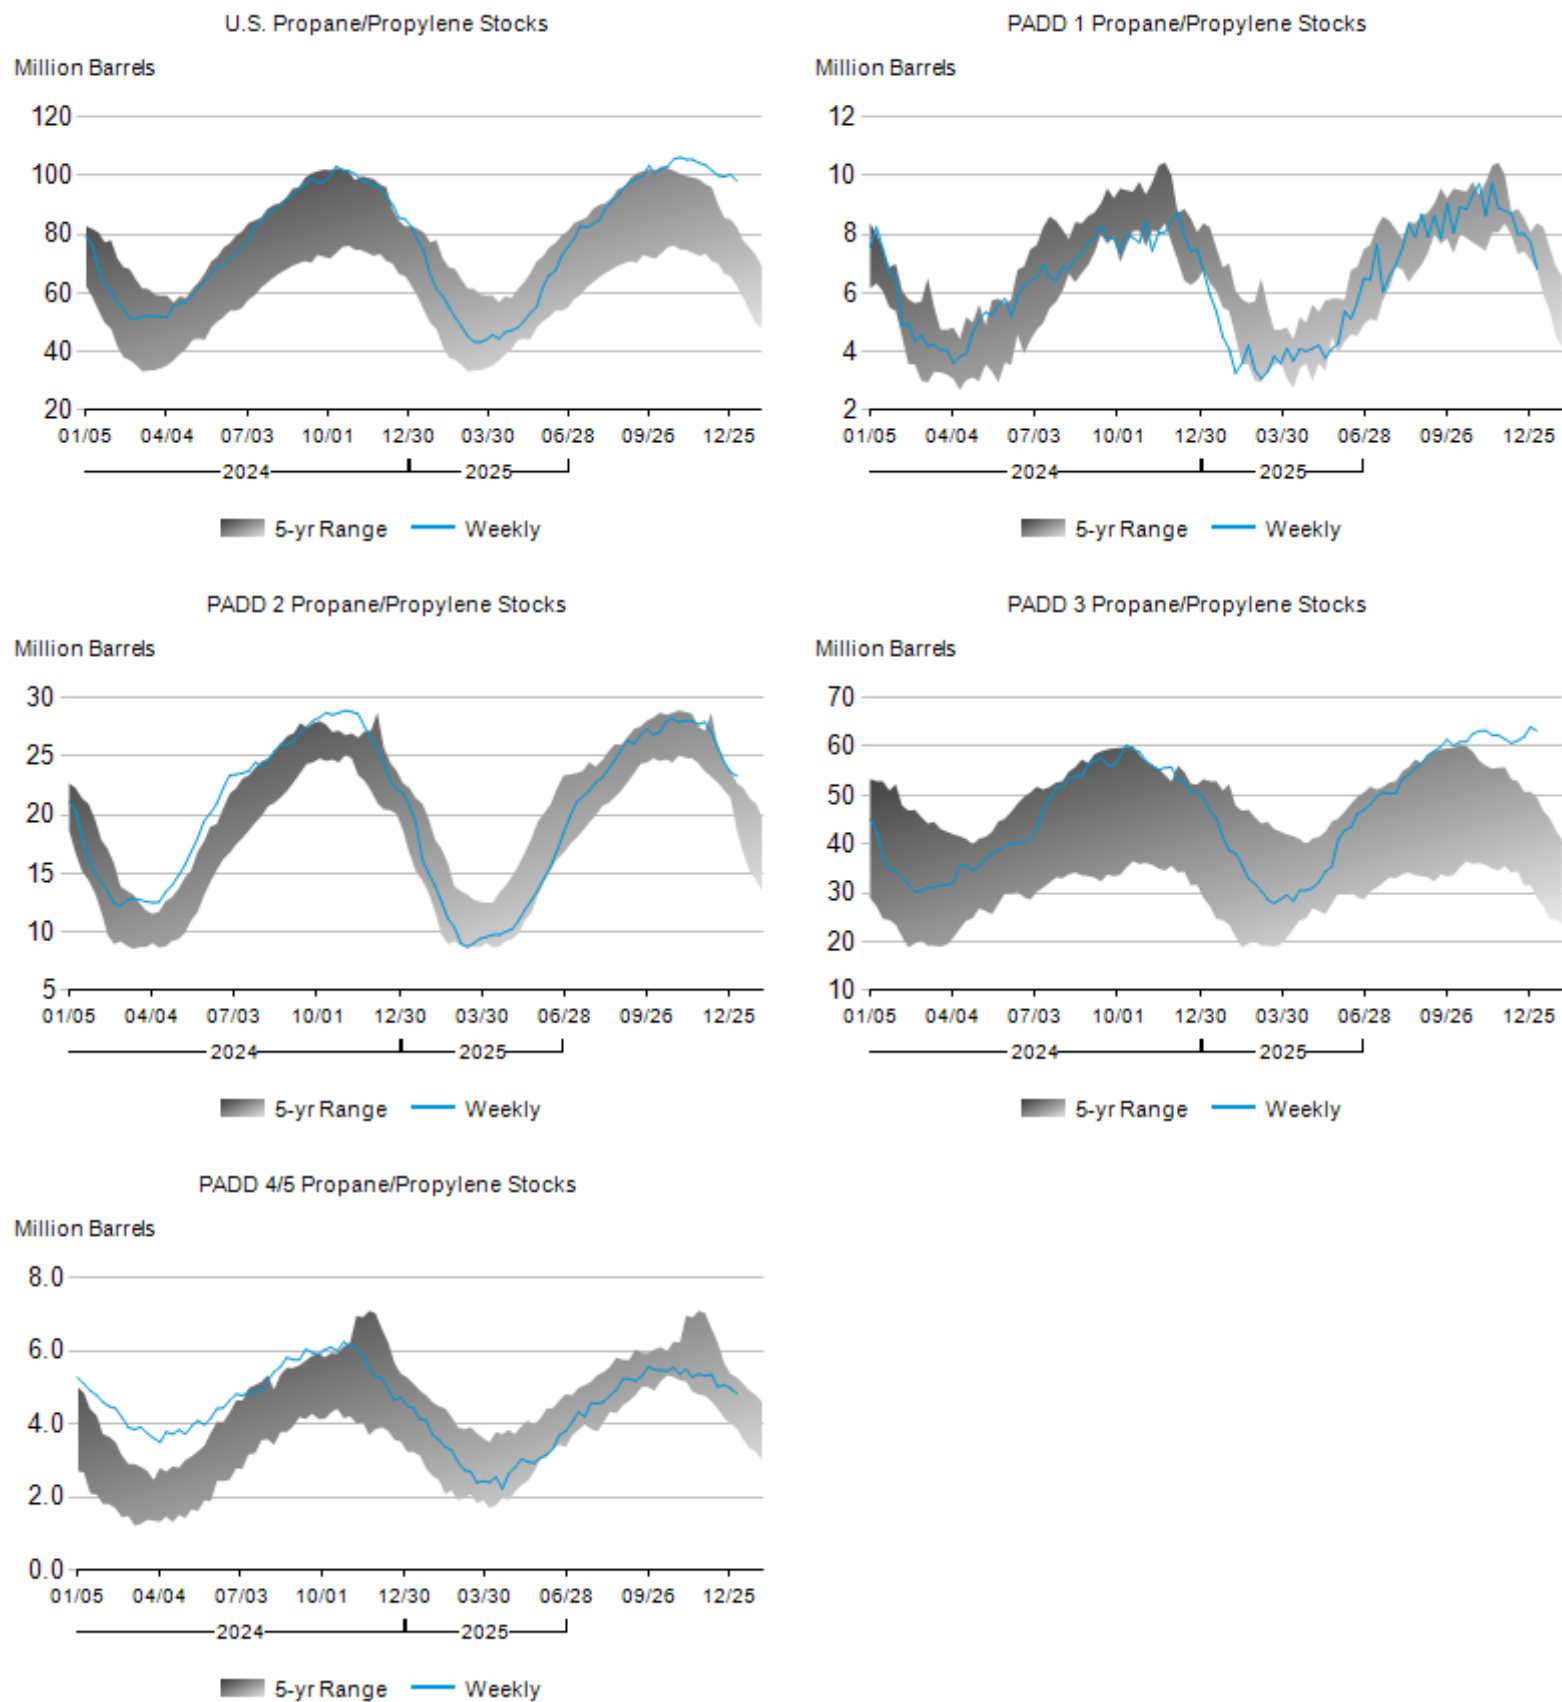 U.S. Propane/Propylene Stocks
Million Barrels
120
100
80
60
40
20
01/05 04/04 07/03 10/01 12/30 03/30 06/28 09/26 12/25
2024 2025
5-yr Range Weekly
PADD 1 Propane/Propylene Stocks
Million Barrels
12
10
8
6
4
2
01/05 04/04 07/03 10/01 12/30 03/30 06/28 09/26 12/25
2024 2025
5-yr Range Weekly
PADD 2 Propane/Propylene Stocks
Million Barrels
30
25
20
15
10
5
01/05 04/04 07/03 10/01 12/30 03/30 06/28 09/26 12/25
2024 2025
5-yr Range Weekly
PADD 3 Propane/Propylene Stocks
Million Barrels
70
60
50
40
30
20
10
01/05 04/04 07/03 10/01 12/30 03/30 06/28 09/26 12/25
2024 2025
5-yr Range Weekly
PADD 4/5 Propane/Propylene Stocks
Million Barrels
8.0
6.0
4.0
2.0
0.0
01/05 04/04 07/03 10/01 12/30 03/30 06/28 09/26 12/25
2024 2025
5-yr Range Weekly